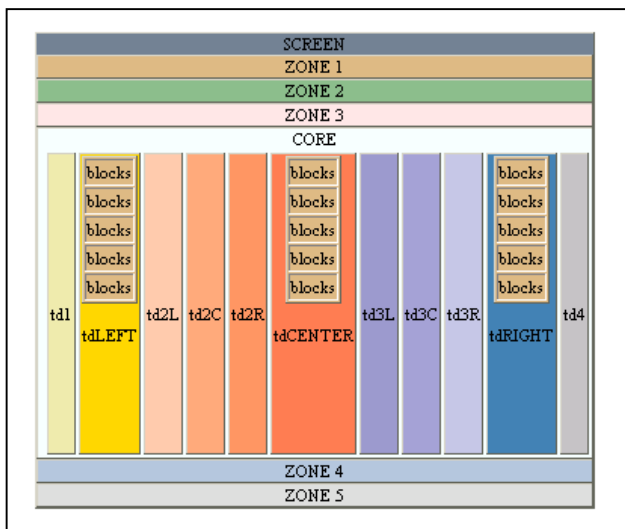 SCREEN
ZONE 1
ZONE 2
ZONE 3
CORE
blocks blocks blocks
blocks blocks blocks
blocks blocks blocks
blocks blocks blocks
blocks blocks blocks
td1 td2L td2C td2R td3L td3C td3R td4
tdLEFT tdCENTER tdRIGHT
ZONE 4
ZONE 5